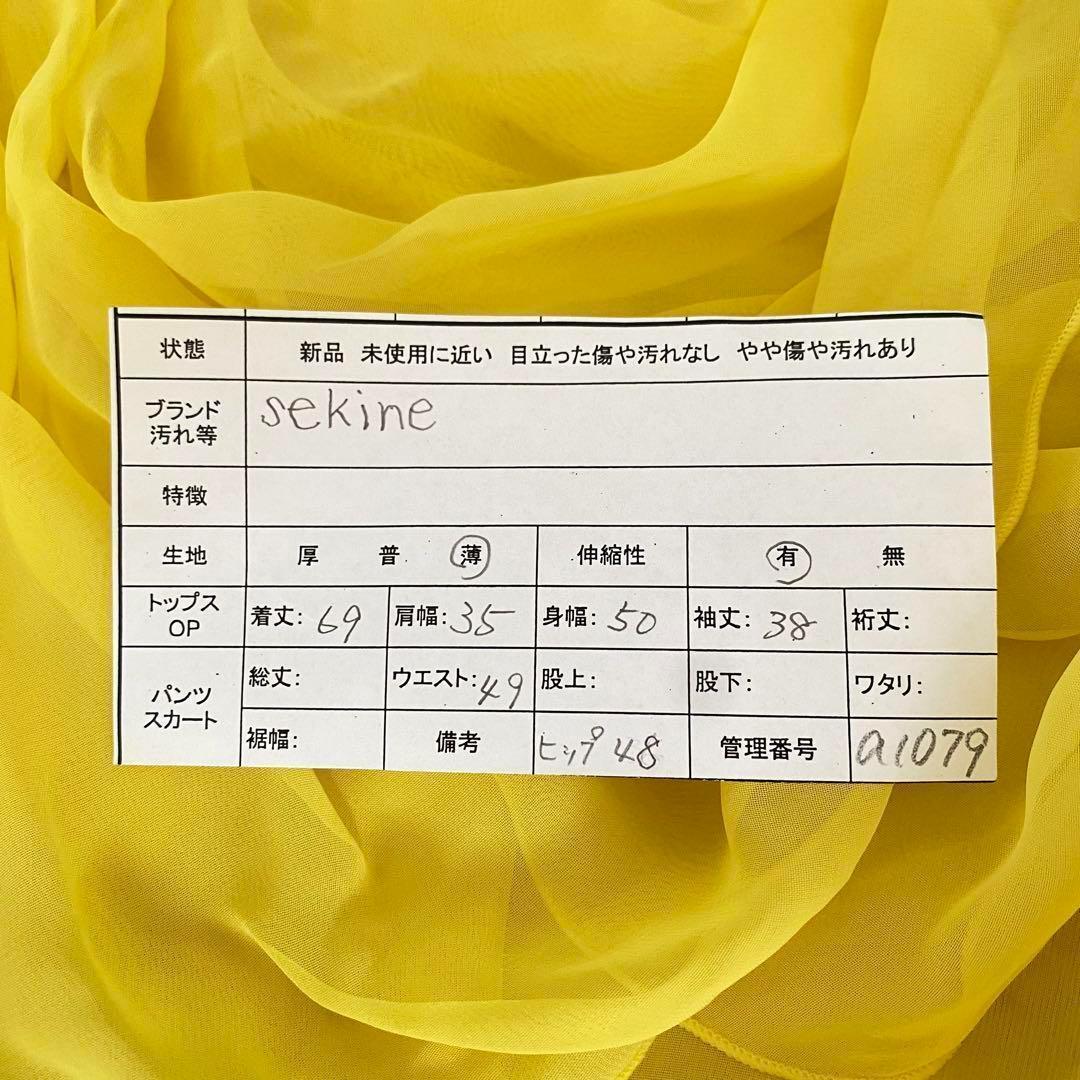 状態 新品 未使用に近い 目立った傷や汚れなし やや傷や汚れあり
ブランド
汚れ等
sekine
特徴
生地 厚 普 薄 伸縮性 有 無
トップス
OP
着丈: 69 肩幅: 35 身幅: 50 袖丈: 38 裄丈:
パンツ
スカート
総丈: ウエスト: 49 股上: 股下: ワタリ:
裾幅: 備考 ヒップ48 管理番号 a1079